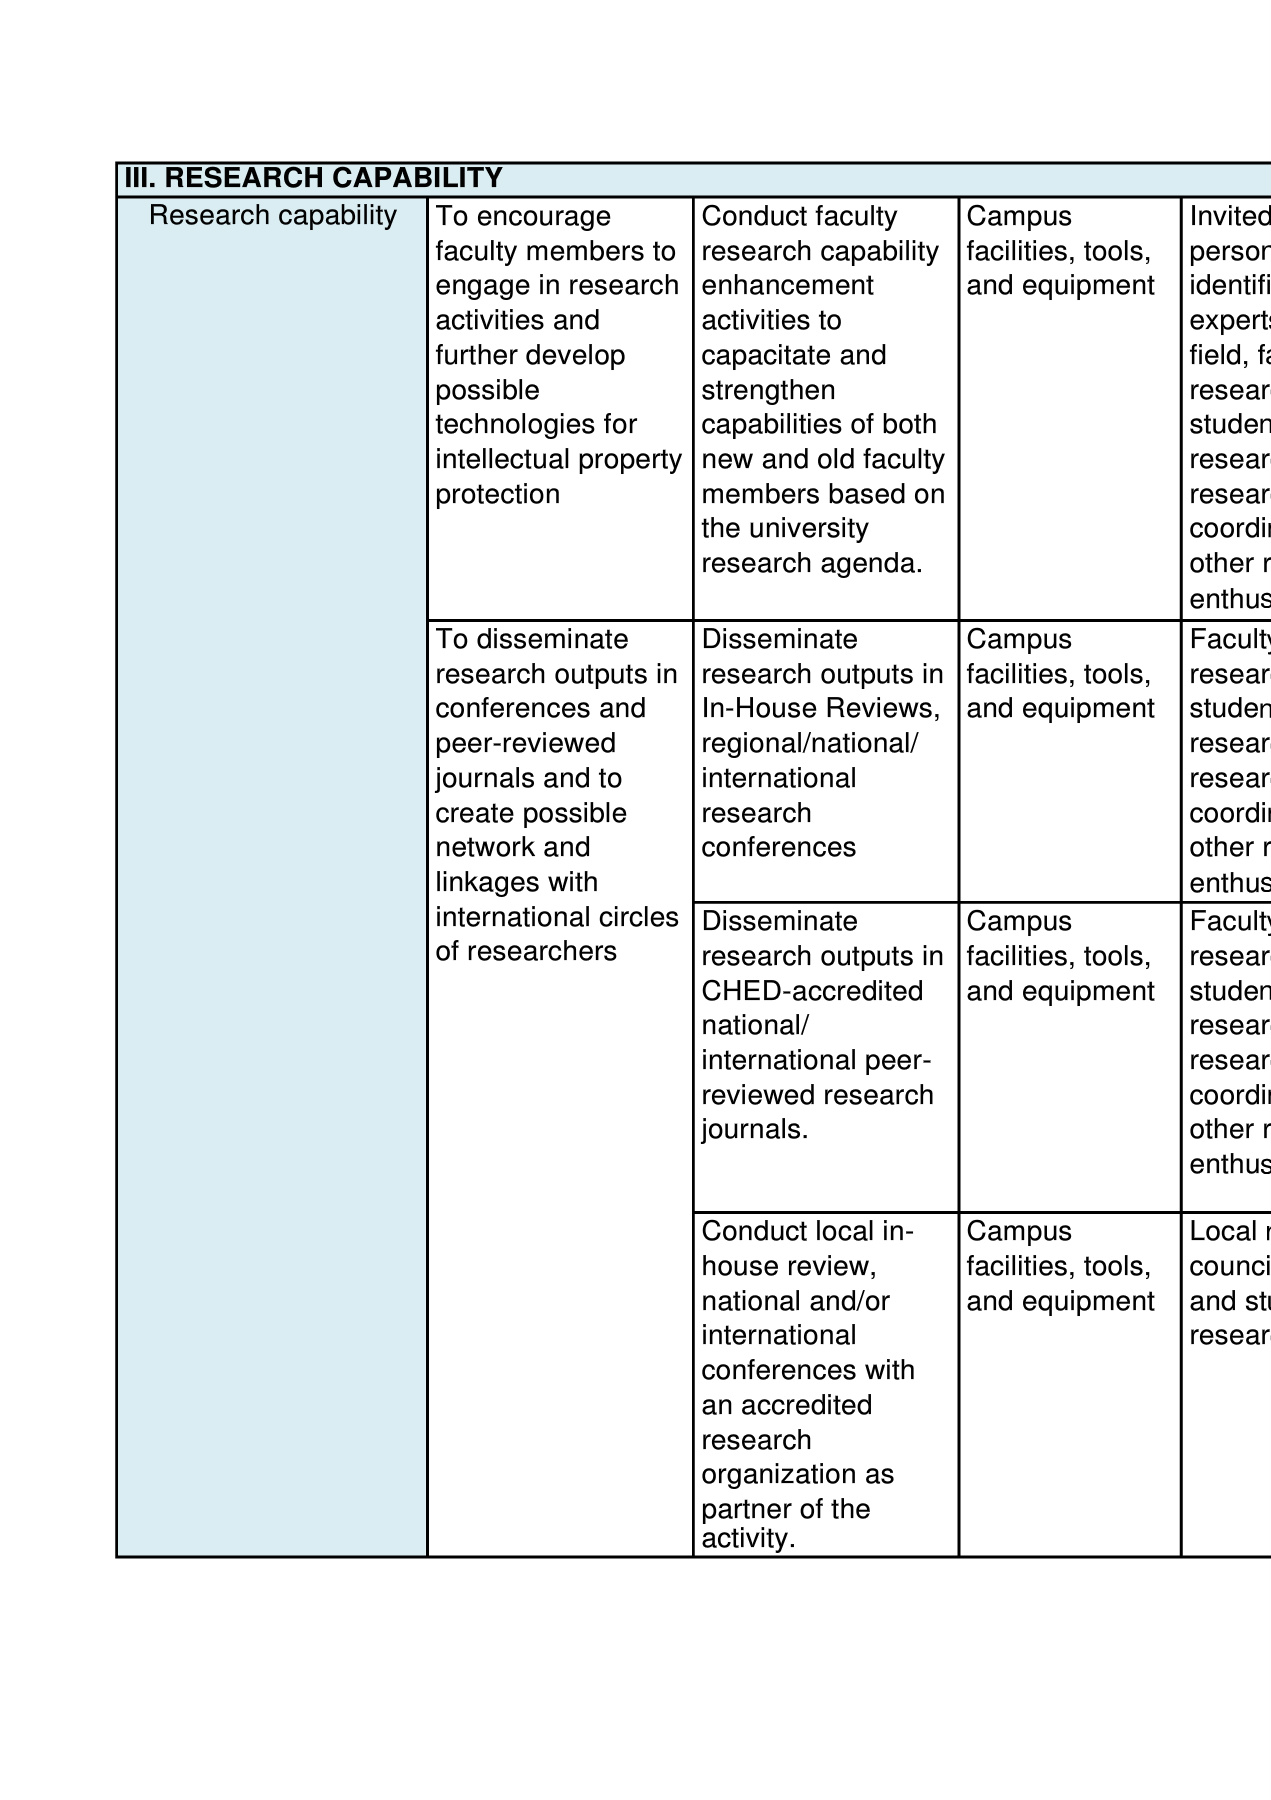 III. RESEARCH CAPABILITY
Research capability
To encourage
faculty members to
engage in research
activities and
further develop
possible
technologies for
intellectual property
protection
Conduct faculty
research capability
enhancement
activities to
capacitate and
strengthen
capabilities of both
new and old faculty
members based on
the university
research agenda.
Campus
facilities, tools,
and equipment
Invited
person
identifi
experts
field, fa
resear
studen
resear
resear
coordin
other r
enthus
To disseminate
research outputs in
conferences and
peer-reviewed
journals and to
create possible
network and
linkages with
international circles
of researchers
Disseminate
research outputs in
In-House Reviews,
regional/national/
international
research
conferences
Campus
facilities, tools,
and equipment
Faculty
resear
studen
resear
resear
coordin
other r
enthus
Disseminate
research outputs in
CHED-accredited
national/
international peer-
reviewed research
journals.
Campus
facilities, tools,
and equipment
Faculty
resear
studen
resear
resear
coordin
other r
enthus
Conduct local in-
house review,
national and/or
international
conferences with
an accredited
research
organization as
partner of the
activity.
Campus
facilities, tools,
and equipment
Local r
counci
and stu
resear